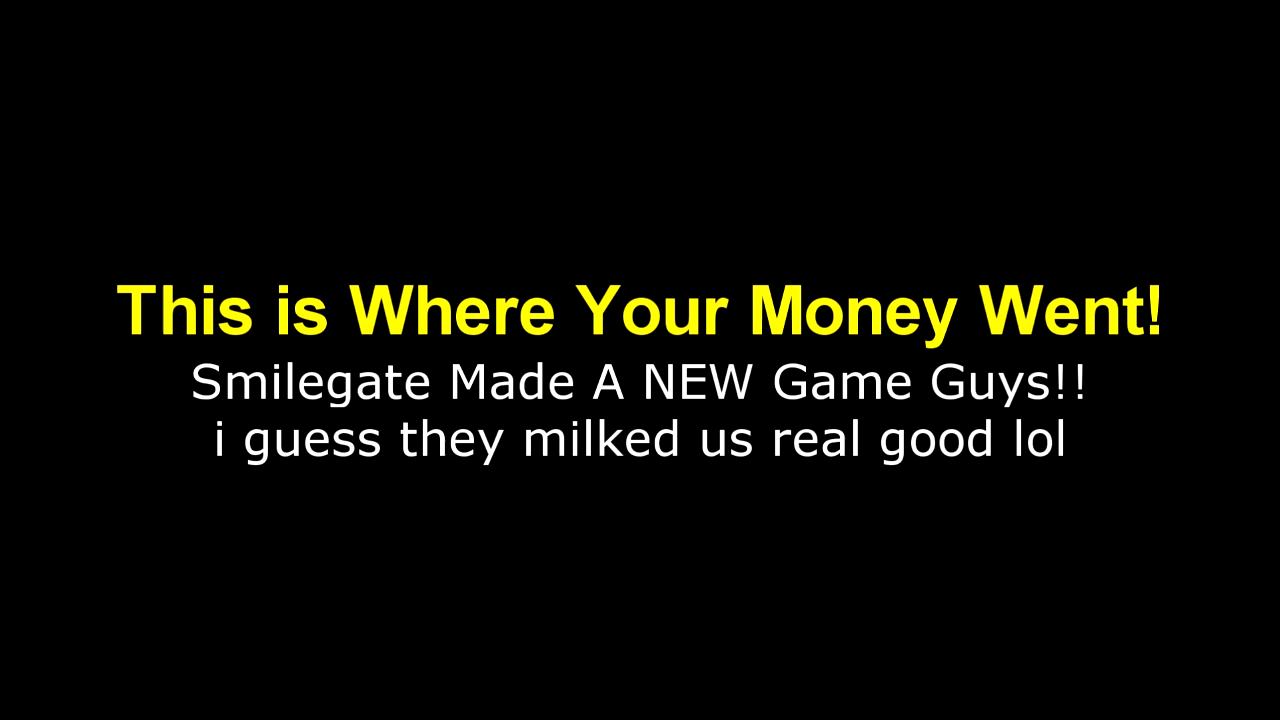 This is Where Your Money Went!
Smilegate Made A NEW Game Guys!!
i guess they milked us real good lol